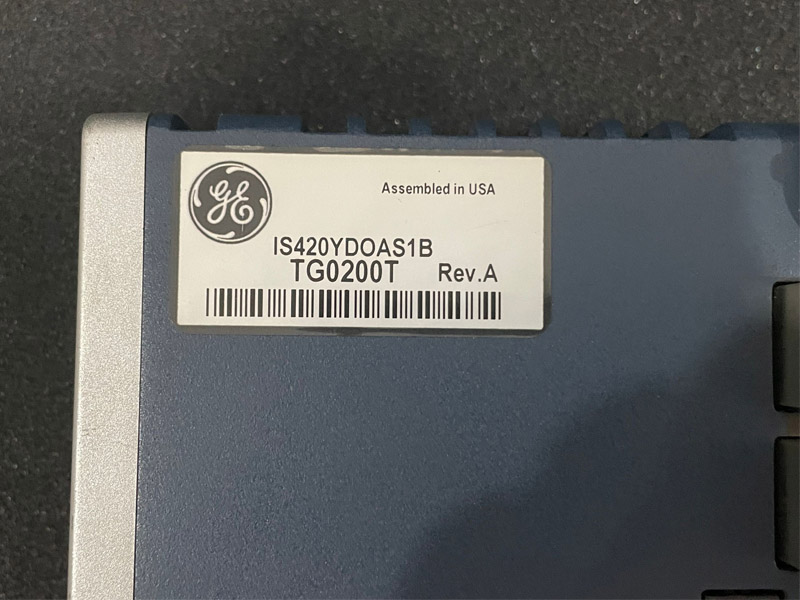 GE
Assembled in USA
IS420YDOAS1B
TG0200T Rev.A